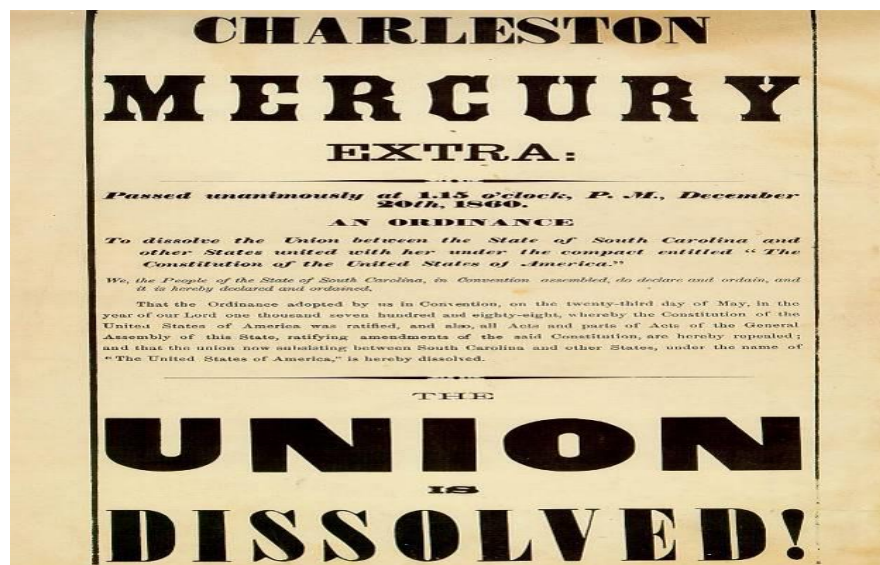 CHARLESTON
MERCURY
EXTRA:
Passed unanimously at 1.15 o'clock, P. M., December
20th, 1860.
AN ORDINANCE
To dissolve the Union between the State of South Carolina and
other States united with her under the compact entitled “ The
Constitution of the United States of America.”
We, the People of the State of South Carolina, in Convention assembled, do declare and ordain, and
it is hereby declared and ordained,
That the Ordinance adopted by us in Convention, on the twenty-third day of May, in the
year of our Lord one thousand seven hundred and eighty-eight, whereby the Constitution of the
United States of America was ratified, and also, all Acts and parts of Acts of the General
Assembly of this State, ratifying amendments of the said Constitution, are hereby repealed;
and that the union now subsisting between South Carolina and other States, under the name of
“The United States of America,” is hereby dissolved.
THE
UNION
IS
DISSOLVED!